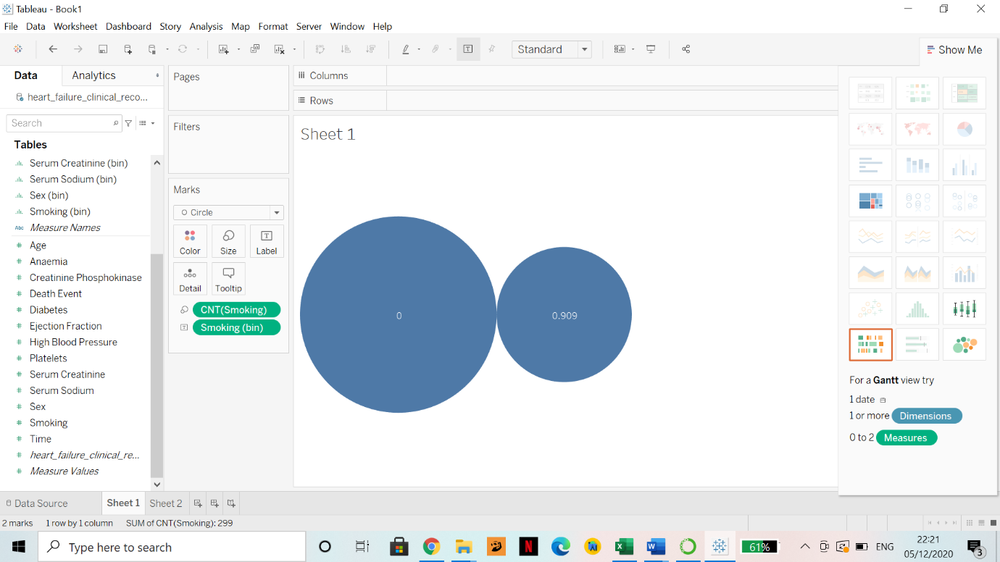 Tableau - Book1
File Data Worksheet Dashboard Story Analysis Map Format Server Window Help
Standard
Show Me
Data Analytics
heart_failure_clinical_reco...
Search
Tables
Serum Creatinine (bin)
Serum Sodium (bin)
Sex (bin)
Smoking (bin)
Abc Measure Names
Age
Anaemia
Creatinine Phosphokinase
Death Event
Diabetes
Ejection Fraction
High Blood Pressure
Platelets
Serum Creatinine
Serum Sodium
Sex
Smoking
Time
heart_failure_clinical_re...
Measure Values
Pages
Filters
Marks
Circle
Color Size Label
Detail Tooltip
CNT(Smoking)
Smoking (bin)
Columns
Rows
Sheet 1
0
0.909
For a Gantt view try
1 date
1 or more Dimensions
0 to 2 Measures
Data Source Sheet 1 Sheet 2
2 marks 1 row by 1 column SUM of CNT(Smoking): 299
Type here to search
61%
ENG
22:21
05/12/2020
3